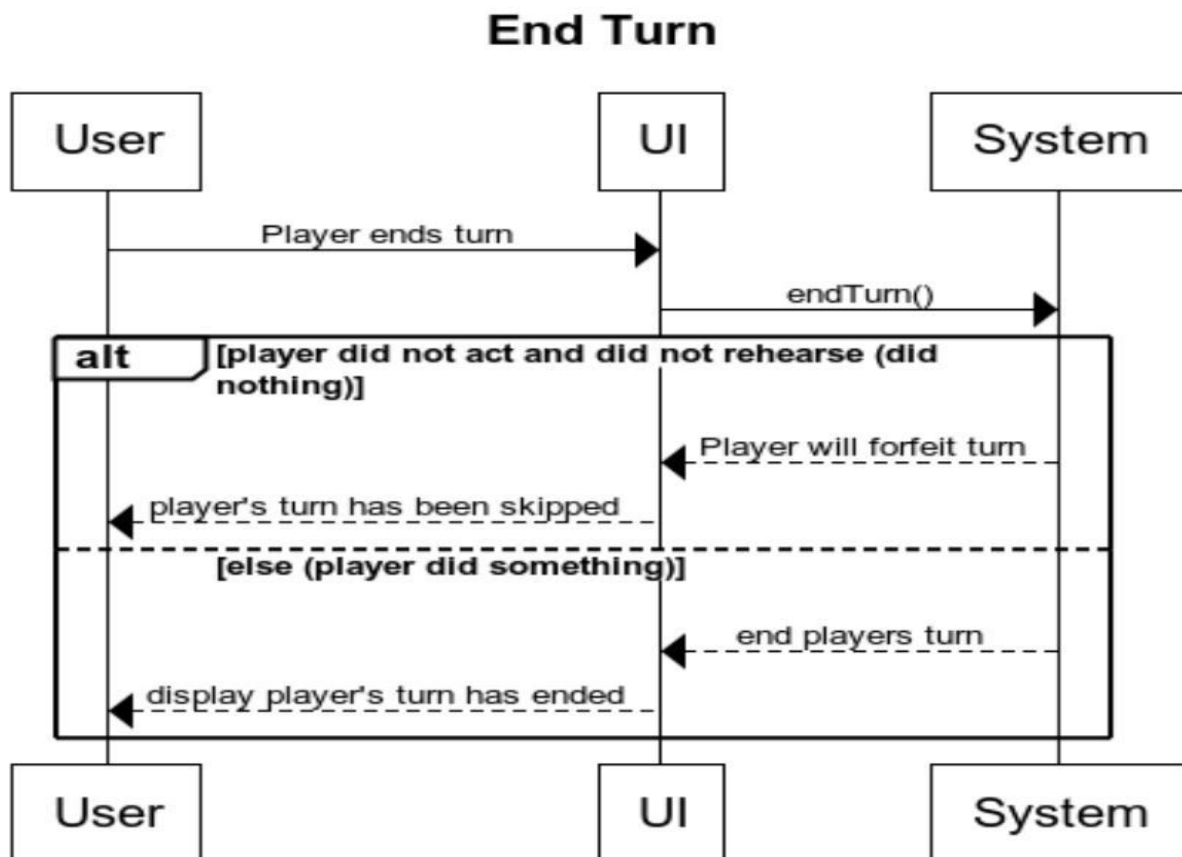 End Turn
User
UI
System
Player ends turn
endTurn()
alt
[player did not act and did not rehearse (did
nothing)]
Player will forfeit turn
player's turn has been skipped
[else (player did something)]
end players turn
display player's turn has ended
User
UI
System